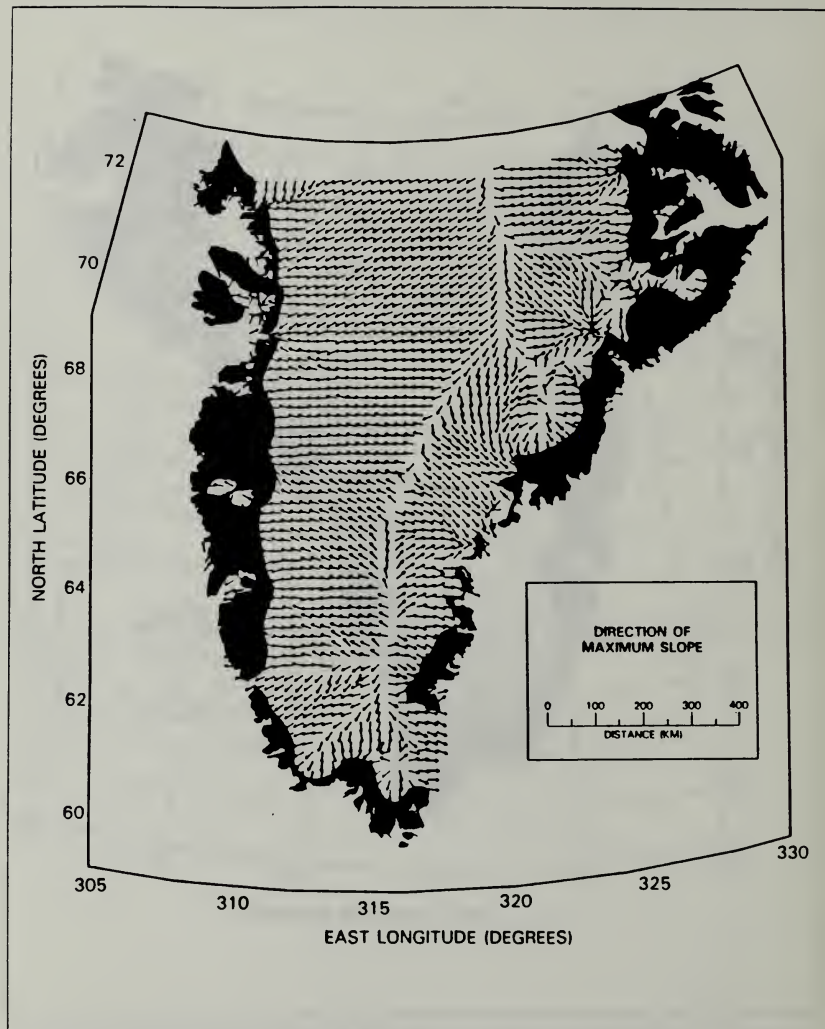 72
70
68
66
64
62
60
NORTH LATITUDE (DEGREES)
305
310
315
320
325
330
EAST LONGITUDE (DEGREES)
DIRECTION OF
MAXIMUM SLOPE
0 100 200 300 400
DISTANCE (KM)